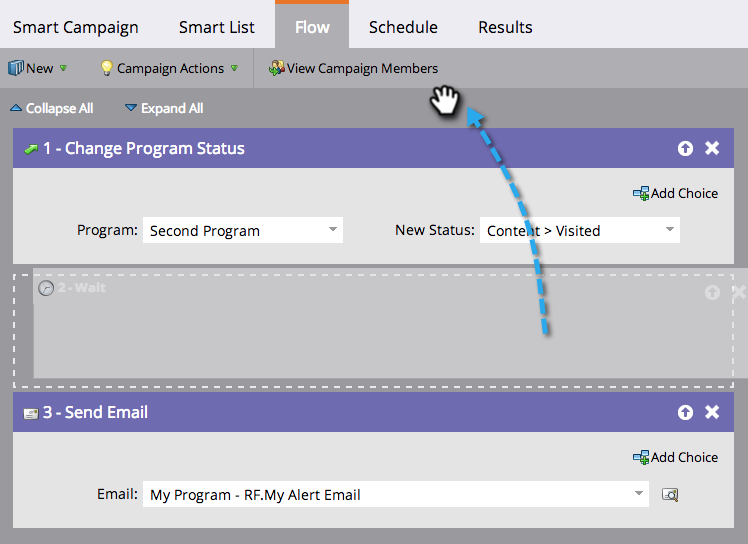 Smart Campaign Smart List Flow Schedule Results
New Campaign Actions View Campaign Members
Collapse All Expand All
1 - Change Program Status
Add Choice
Program: Second Program New Status: Content > Visited
2 - Wait
3 - Send Email
Add Choice
Email: My Program - RF.My Alert Email